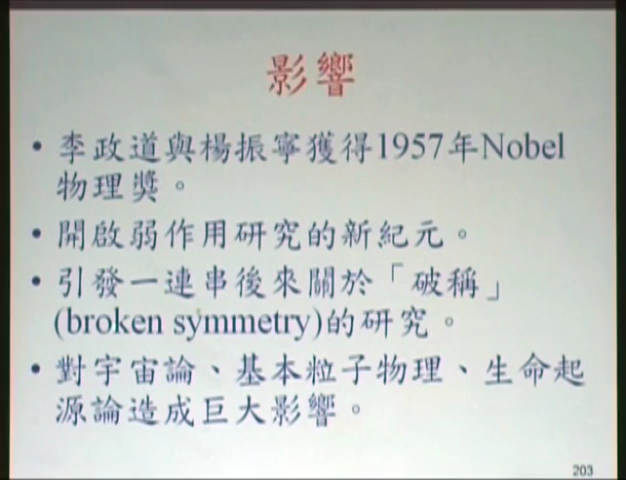 影響
• 李政道與楊振寧獲得1957年Nobel
物理獎。
• 開啟弱作用研究的新紀元。
• 引發一連串後來關於「破稱」
(broken symmetry)的研究。
• 對宇宙論、基本粒子物理、生命起
源論造成巨大影響。
203